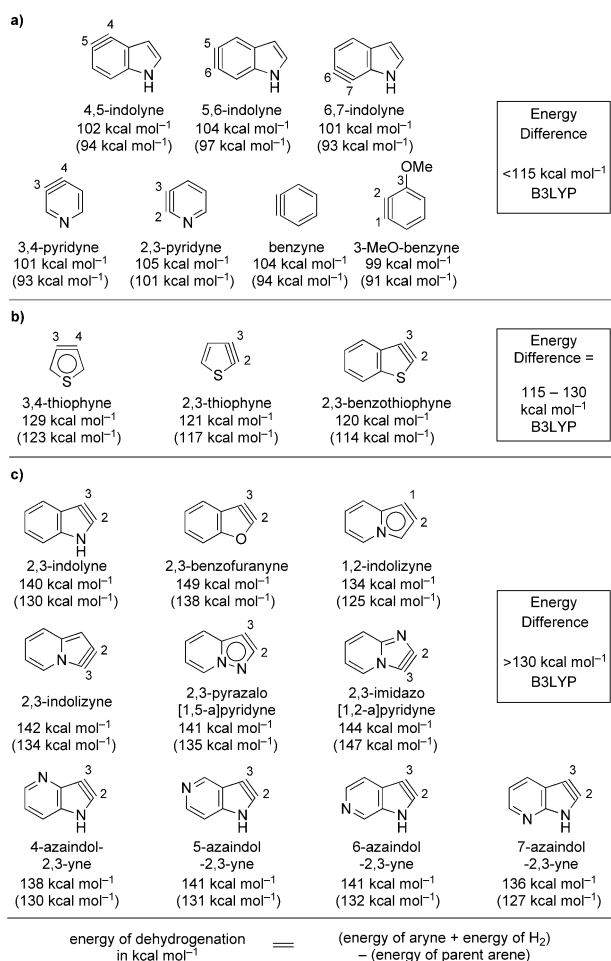 a)
4
5
N
H
4,5-indolyne
102 kcal mol⁻¹
(94 kcal mol⁻¹)
5
6
N
H
5,6-indolyne
104 kcal mol⁻¹
(97 kcal mol⁻¹)
6
7
N
H
6,7-indolyne
101 kcal mol⁻¹
(93 kcal mol⁻¹)
4
3
N
3,4-pyridyne
101 kcal mol⁻¹
(93 kcal mol⁻¹)
3
2
N
2,3-pyridyne
105 kcal mol⁻¹
(101 kcal mol⁻¹)
benzyne
104 kcal mol⁻¹
(94 kcal mol⁻¹)
OMe
3
2
1
3-MeO-benzyne
99 kcal mol⁻¹
(91 kcal mol⁻¹)
Energy
Difference
<115 kcal mol⁻¹
B3LYP
b)
3
4
S
3,4-thiophyne
129 kcal mol⁻¹
(123 kcal mol⁻¹)
3
2
S
2,3-thiophyne
121 kcal mol⁻¹
(117 kcal mol⁻¹)
3
2
S
2,3-benzothiophyne
120 kcal mol⁻¹
(114 kcal mol⁻¹)
Energy
Difference =
115 – 130
kcal mol⁻¹
B3LYP
c)
3
2
N
H
2,3-indolyne
140 kcal mol⁻¹
(130 kcal mol⁻¹)
3
2
O
2,3-benzofuranyne
149 kcal mol⁻¹
(138 kcal mol⁻¹)
1
2
N
1,2-indolizyne
134 kcal mol⁻¹
(125 kcal mol⁻¹)
2
N
3
2,3-indolizyne
142 kcal mol⁻¹
(134 kcal mol⁻¹)
3
2
N
N
2,3-pyrazalo
[1,5-a]pyridyne
141 kcal mol⁻¹
(135 kcal mol⁻¹)
N
2
N
3
2,3-imidazo
[1,2-a]pyridyne
144 kcal mol⁻¹
(147 kcal mol⁻¹)
Energy
Difference
>130 kcal mol⁻¹
B3LYP
N
3
2
N
H
4-azaindol-
2,3-yne
138 kcal mol⁻¹
(130 kcal mol⁻¹)
N
3
2
N
H
5-azaindol
-2,3-yne
141 kcal mol⁻¹
(131 kcal mol⁻¹)
N
3
2
N
H
6-azaindol
-2,3-yne
141 kcal mol⁻¹
(132 kcal mol⁻¹)
3
2
N
N
H
7-azaindol
-2,3-yne
136 kcal mol⁻¹
(127 kcal mol⁻¹)
energy of dehydrogenation
in kcal mol⁻¹
=
(energy of aryne + energy of H₂)
– (energy of parent arene)